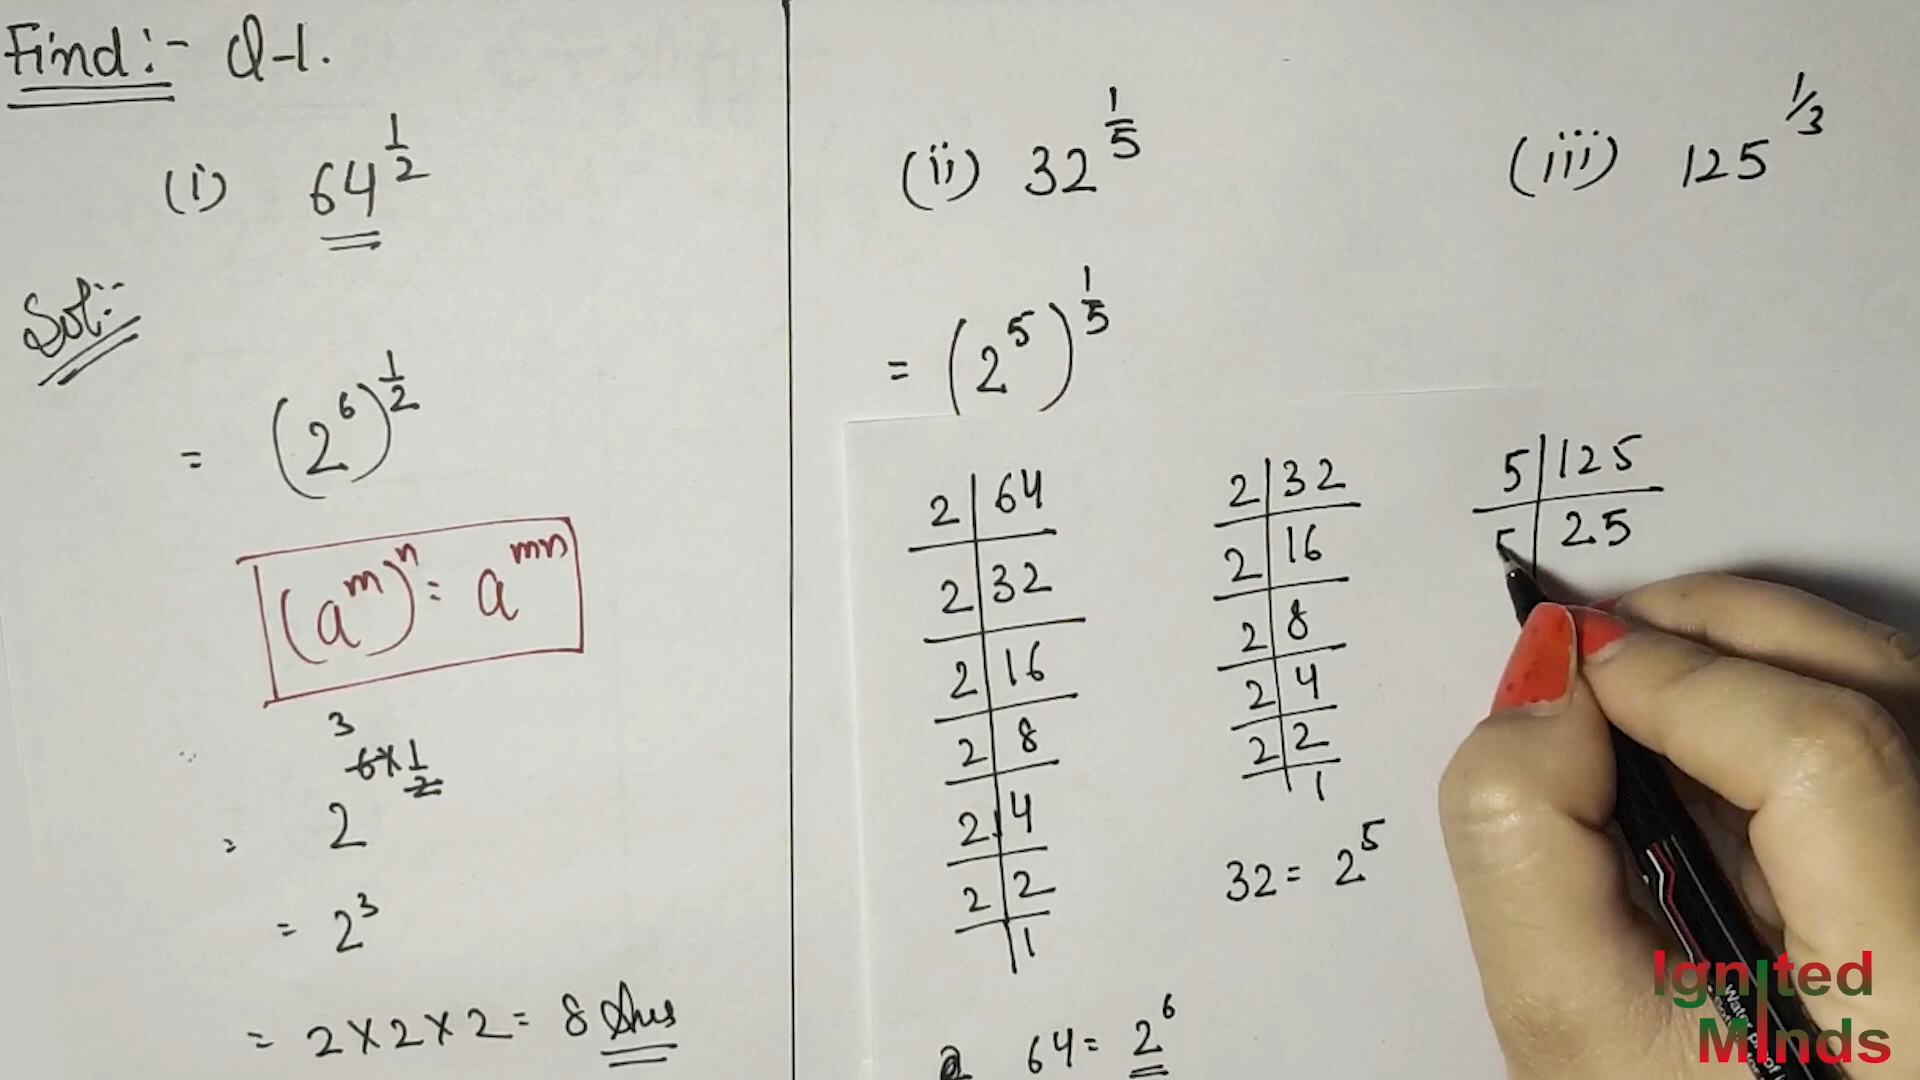 Find:- Q-1.
(i) 64^{1/2}
Sol:-
= (2^6)^{1/2}
(a^m)^n = a^{mn}
3
= 2^{6×1/2}
= 2^3
= 2×2×2= 8 Ans
(ii) 32^{1/5}
= (2^5)^{1/5}
2|64
2|32
2|16
2|8
2|4
2|2
|1
64= 2^6
2|32
2|16
2|8
2|4
2|2
|1
32= 2^5
(iii) 125^{1/3}
5|125
5|25
Ignited
Minds